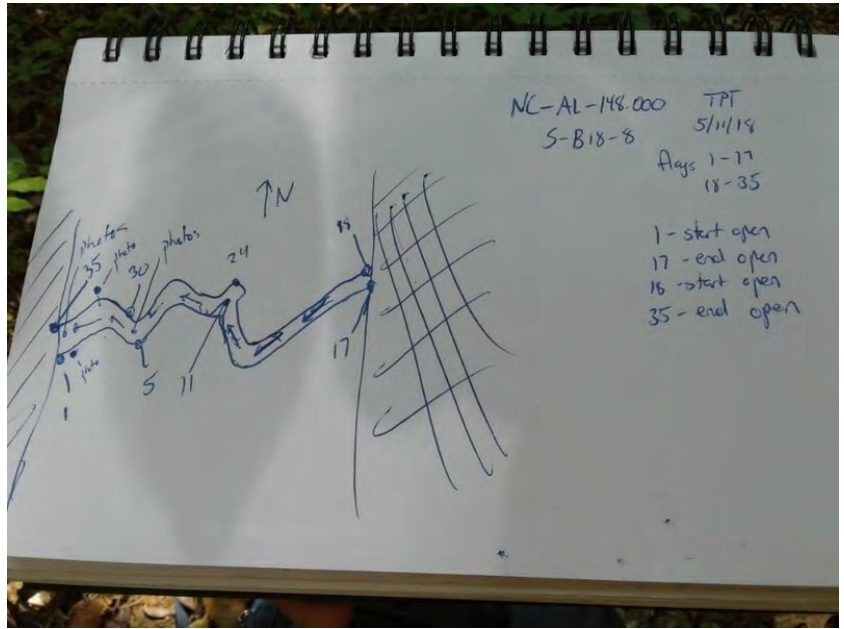 NC-AL-148.000
S-B18-8
TPT
5/11/18
flags 1-17
18-35
1 - start open
17 - end open
18 - start open
35 - end open
↑N
photos
35
photo
30
photos
24
18
1
photo
1
5
11
17